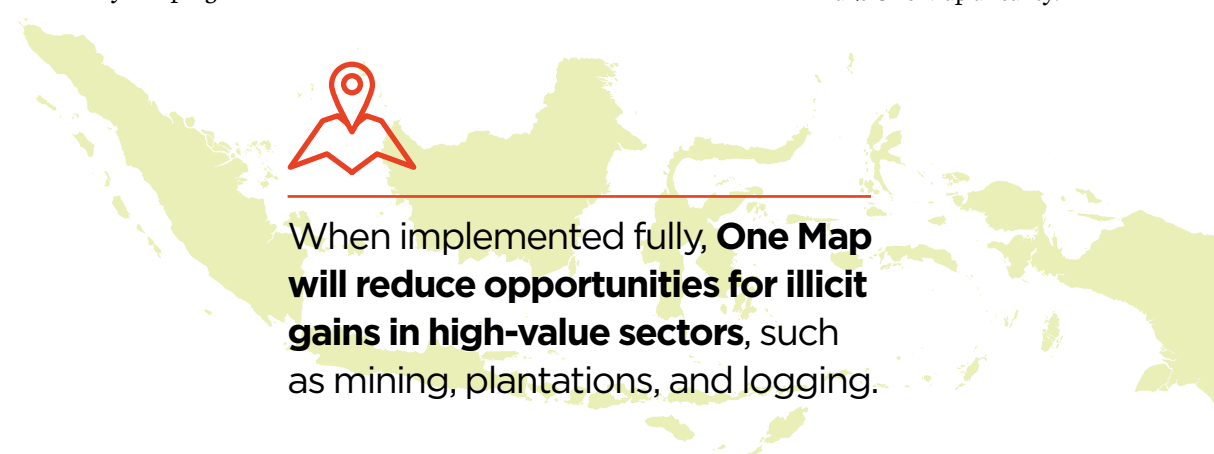 When implemented fully, One Map
will reduce opportunities for illicit
gains in high-value sectors, such
as mining, plantations, and logging.